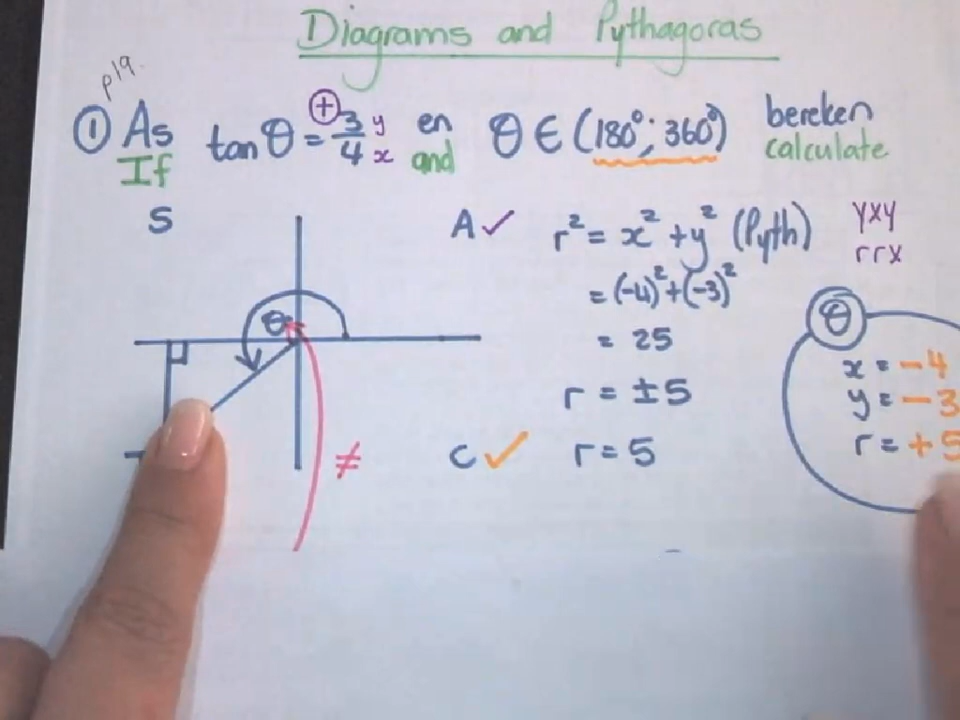 Diagrams and Pythagoras
p19.
① As tan θ = 3/4 y/x en θ ∈ (180°; 360°) bereken
If + and calculate
S A ✓ r² = x² + y² (Pyth) yxy
rrx
= (-4)² + (-3)²
θ θ
= 25 x = -4
r = ±5 y = -3
≠ C ✓ r = 5 r = +5